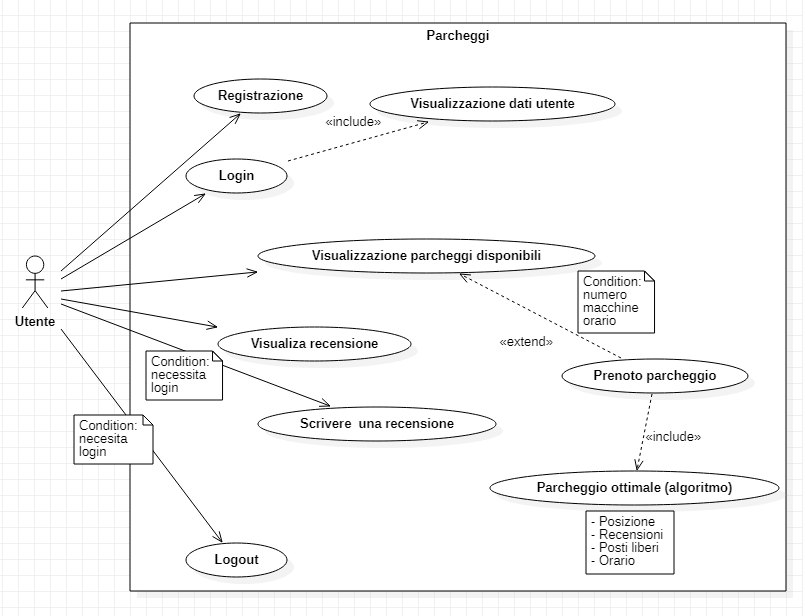 Parcheggi
Registrazione
Visualizzazione dati utente
«include»
Login
Visualizzazione parcheggi disponibili
Condition:
numero
macchine
orario
Utente
Visualiza recensione
«extend»
Condition:
necessita
login
Prenoto parcheggio
Scrivere  una recensione
Condition:
necesita
login
«include»
Parcheggio ottimale (algoritmo)
- Posizione
- Recensioni
- Posti liberi
- Orario
Logout